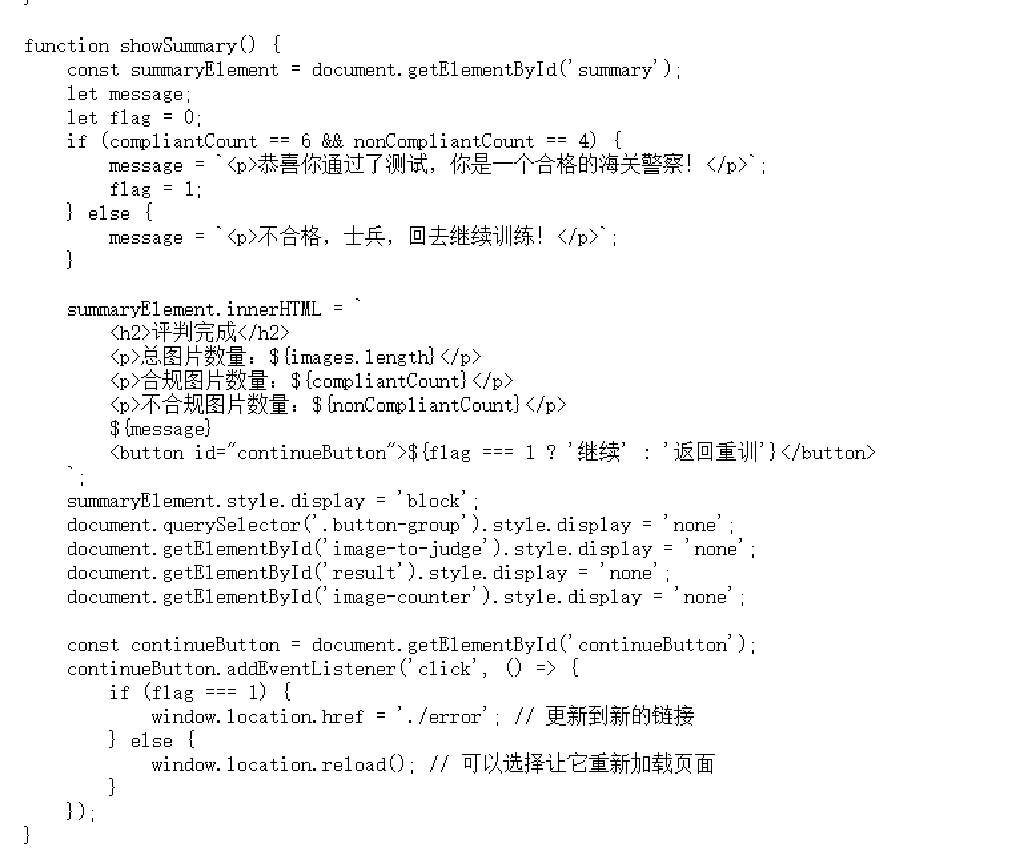 }
function showSummary() {
    const summaryElement = document.getElementById('summary');
    let message;
    let flag = 0;
    if (compliantCount == 6 && nonCompliantCount == 4) {
        message = `<p>恭喜你通过了测试，你是一个合格的海关警察！</p>`;
        flag = 1;
    } else {
        message = `<p>不合格，士兵，回去继续训练！</p>`;
    }
    summaryElement.innerHTML = `
        <h2>评判完成</h2>
        <p>总图片数量：${images.length}</p>
        <p>合规图片数量：${compliantCount}</p>
        <p>不合规图片数量：${nonCompliantCount}</p>
        ${message}
        <button id="continueButton">${flag === 1 ? '继续' : '返回重训'}</button>
    `;
    summaryElement.style.display = 'block';
    document.querySelector('.button-group').style.display = 'none';
    document.getElementById('image-to-judge').style.display = 'none';
    document.getElementById('result').style.display = 'none';
    document.getElementById('image-counter').style.display = 'none';
    const continueButton = document.getElementById('continueButton');
    continueButton.addEventListener('click', () => {
        if (flag === 1) {
            window.location.href = './error'; // 更新到新的链接
        } else {
            window.location.reload(); // 可以选择让它重新加载页面
        }
    });
}